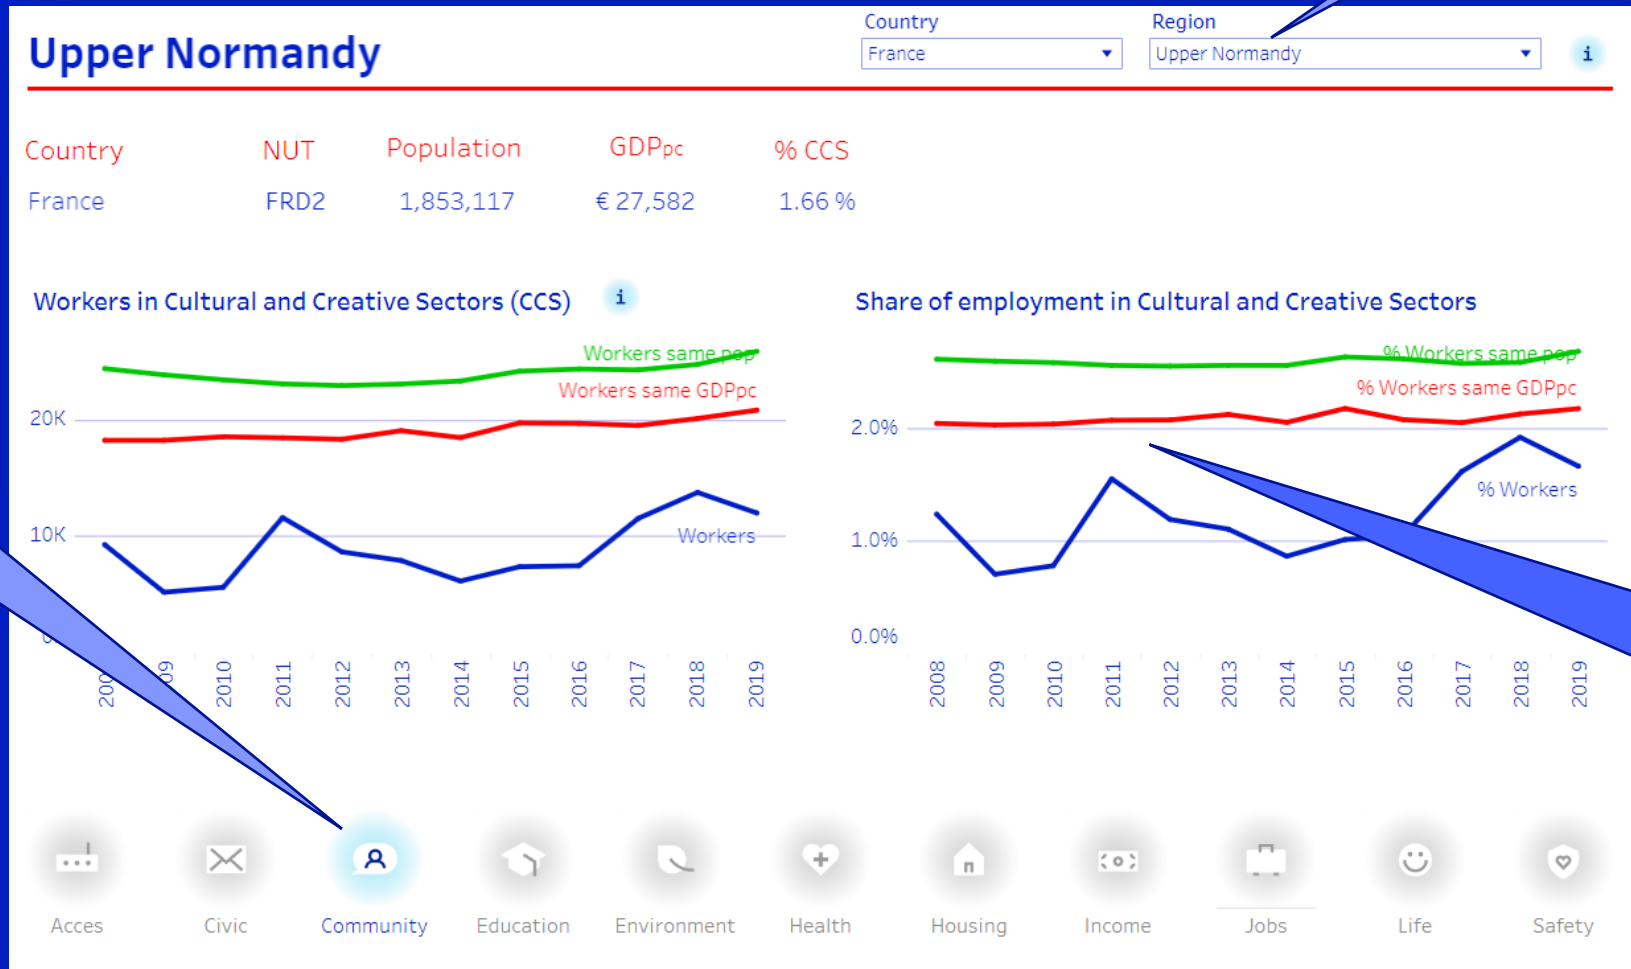 Upper Normandy
Country
Region
France
Upper Normandy
i
Country NUT Population GDPpc % CCS
France FRD2 1,853,117 € 27,582 1.66 %
Workers in Cultural and Creative Sectors (CCS)
i
Workers same pop
Workers same GDPpc
20K
10K
Workers
2010 2011 2012 2013 2014 2015 2016 2017 2018 2019
Share of employment in Cultural and Creative Sectors
% Workers same pop
% Workers same GDPpc
2.0%
% Workers
1.0%
0.0%
2008 2009 2010 2011 2012 2013 2014 2015 2016 2017 2018 2019
Acces Civic Community Education Environment Health Housing Income Jobs Life Safety